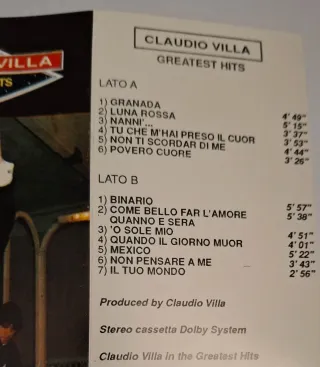 VILLA
TS
CLAUDIO VILLA
GREATEST HITS
LATO A
1) GRANADA 4' 49"
2) LUNA ROSSA 5' 15"
3) NANNI'... 3' 37"
4) TU CHE M'HAI PRESO IL CUOR 3' 53"
5) NON TI SCORDAR DI ME 4' 44"
6) POVERO CUORE 3' 26"
LATO B
1) BINARIO 5' 57"
2) COME BELLO FAR L'AMORE 5' 38"
QUANNO E SERA
3) 'O SOLE MIO 4' 51"
4) QUANDO IL GIORNO MUOR 4' 01"
5) MEXICO 5' 22"
6) NON PENSARE A ME 3' 43"
7) IL TUO MONDO 2' 56"
Produced by Claudio Villa
Stereo cassetta Dolby System
Claudio Villa in the Greatest Hits